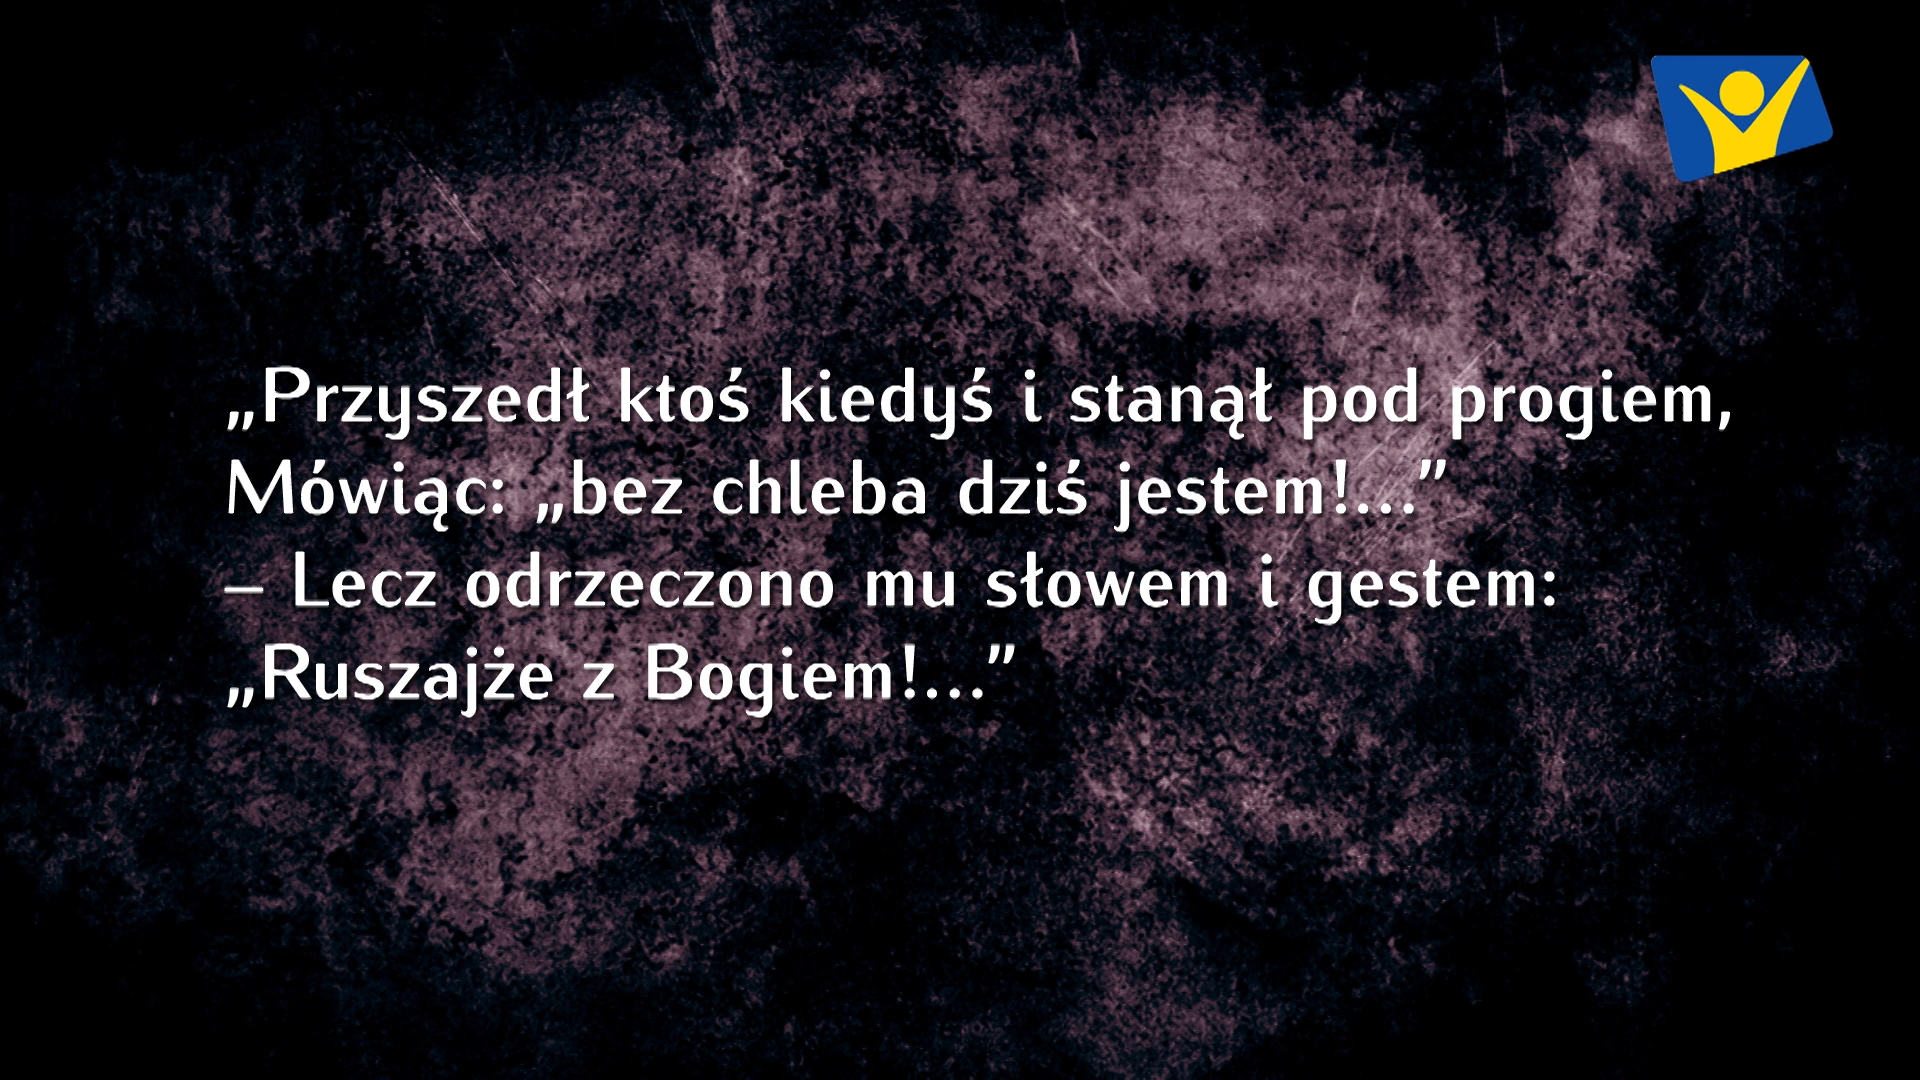 „Przyszedł ktoś kiedyś i stanął pod progiem,
Mówiąc: „bez chleba dziś jestem!...”
– Lecz odrzeczono mu słowem i gestem:
„Ruszajże z Bogiem!...”